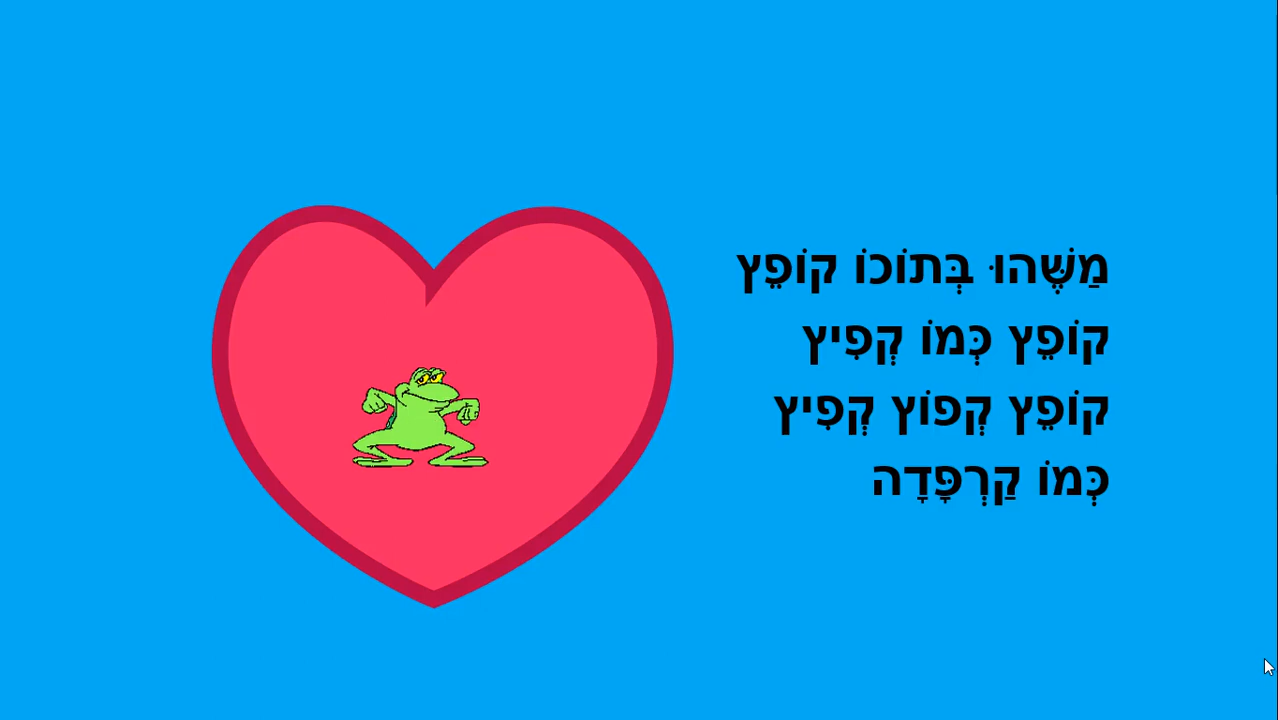 מַשֶּׁהוּ בְּתוֹכוֹ קוֹפֵץ
קוֹפֵץ כְּמוֹ קְפִיץ
קוֹפֵץ קְפוֹץ קְפִיץ
כְּמוֹ קַרְפָּדָה